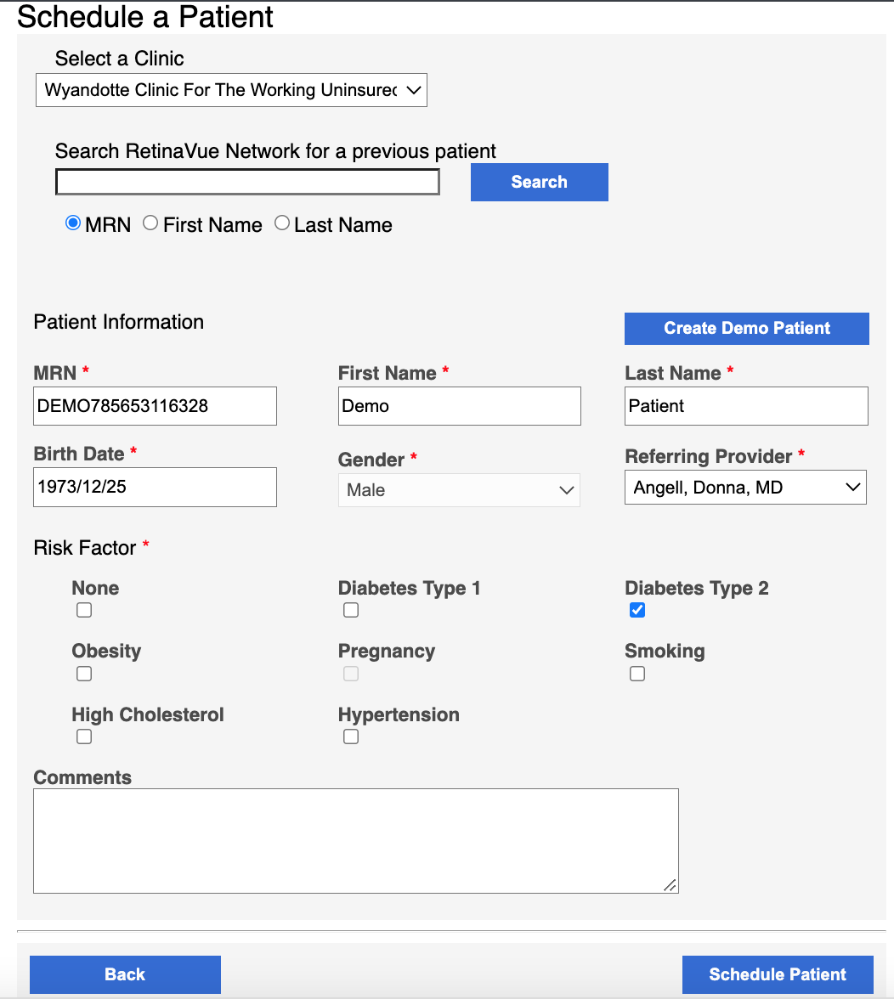 Schedule a Patient
Select a Clinic
Wyandotte Clinic For The Working Uninsured
Search RetinaVue Network for a previous patient
Search
MRN First Name Last Name
Patient Information
Create Demo Patient
MRN * First Name * Last Name *
DEMO785653116328 Demo Patient
Birth Date * Gender * Referring Provider *
1973/12/25 Male Angell, Donna, MD
Risk Factor *
None Diabetes Type 1 Diabetes Type 2
Obesity Pregnancy Smoking
High Cholesterol Hypertension
Comments
Back Schedule Patient